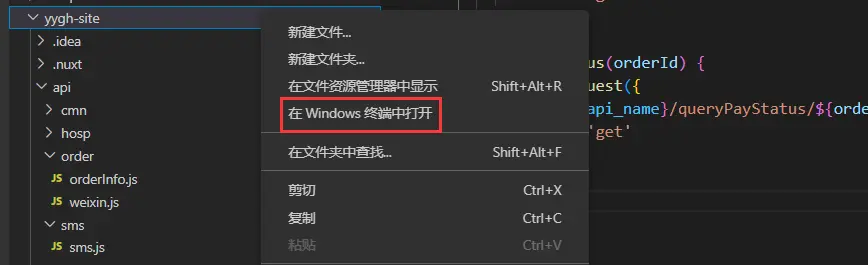 yygh-site
.idea
.nuxt
api
cmn
hosp
order
JS orderInfo.js
JS weixin.js
sms
JS sms.js
新建文件...
新建文件夹...
在文件资源管理器中显示 Shift+Alt+R
在 Windows 终端中打开
在文件夹中查找... Shift+Alt+F
剪切 Ctrl+X
复制 Ctrl+C
粘贴 Ctrl+V
us(orderId) {
uest({
api_name}/queryPayStatus/${orde
'get'